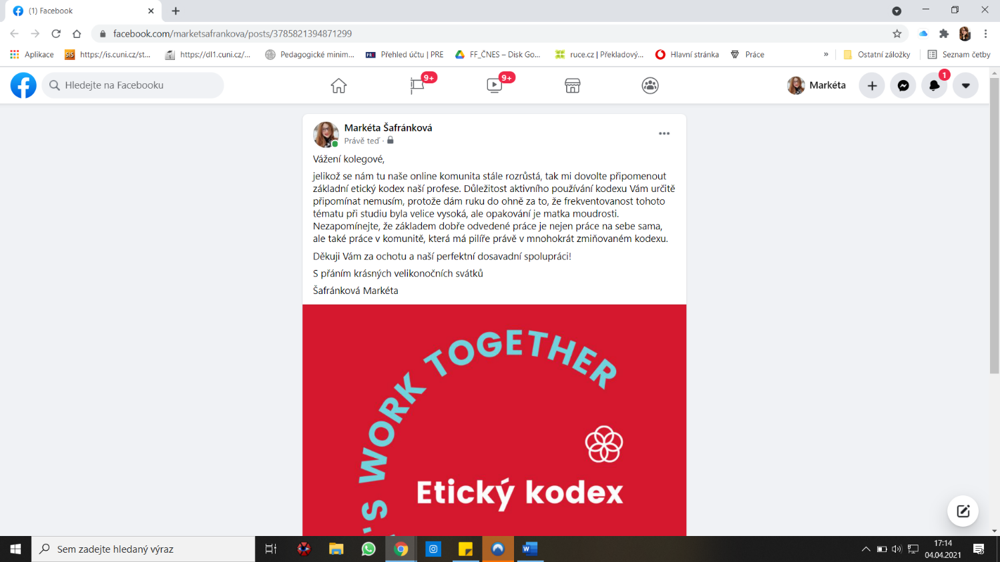 (1) Facebook
facebook.com/marketsafrankova/posts/3785821394871299
Aplikace
https://is.cuni.cz/st...
https://dl1.cuni.cz/...
Pedagogické minim...
Přehled účtu | PRE
FF_ČNES – Disk Go...
ruce.cz | Překladový...
Hlavní stránka
Práce
»
Ostatní záložky
Seznam četby
Hledejte na Facebooku
9+
9+
Markéta
1
Markéta Šafránková
Právě teď ·
Vážení kolegové,
jelikož se nám tu naše online komunita stále rozrůstá, tak mi dovolte připomenout
základní etický kodex naší profese. Důležitost aktivního používání kodexu Vám určitě
připomínat nemusím, protože dám ruku do ohně za to, že frekventovanost tohoto
tématu při studiu byla velice vysoká, ale opakování je matka moudrosti.
Nezapomínejte, že základem dobře odvedené práce je nejen práce na sebe sama,
ale také práce v komunitě, která má pilíře právě v mnohokrát zmiňovaném kodexu.
Děkuji Vám za ochotu a naší perfektní dosavadní spolupráci!
S přáním krásných velikonočních svátků
Šafránková Markéta
'S WORK TOGETHER
Etický kodex
Sem zadejte hledaný výraz
17:14
04.04.2021